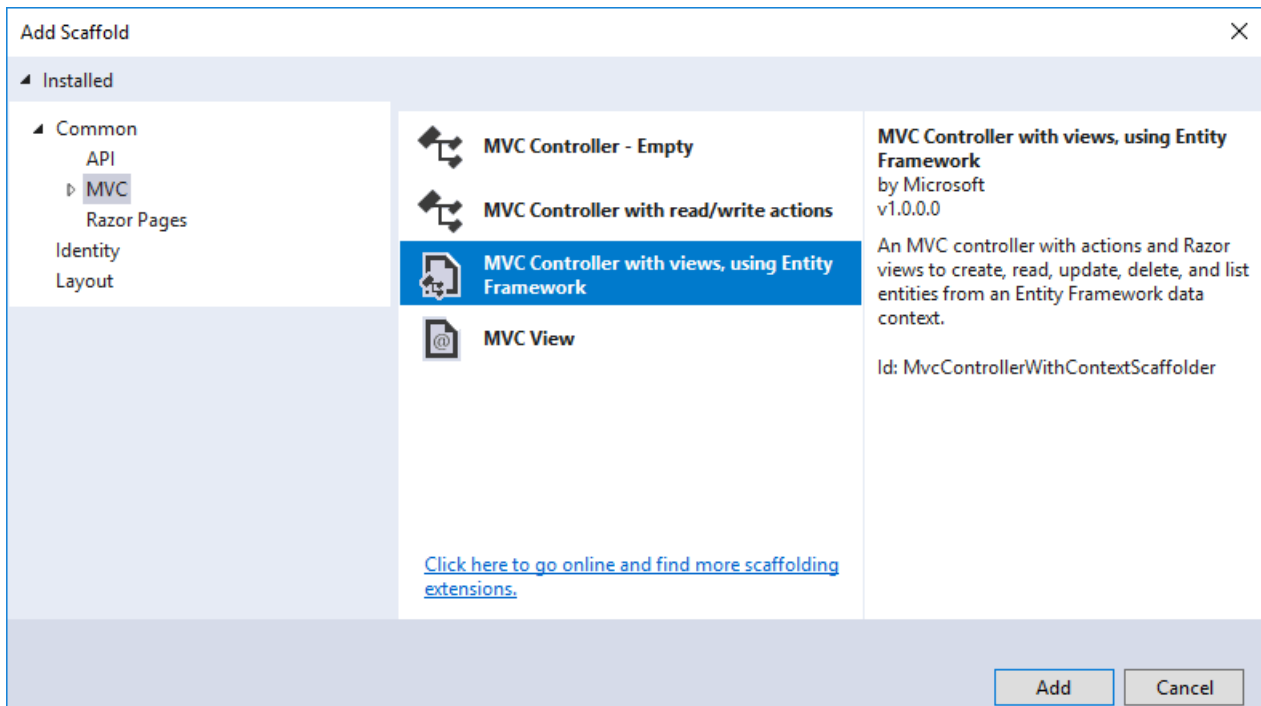 Add Scaffold
Installed
Common
API
MVC
Razor Pages
Identity
Layout
MVC Controller - Empty
MVC Controller with read/write actions
MVC Controller with views, using Entity
Framework
MVC View
Click here to go online and find more scaffolding
extensions.
MVC Controller with views, using Entity
Framework
by Microsoft
v1.0.0.0
An MVC controller with actions and Razor
views to create, read, update, delete, and list
entities from an Entity Framework data
context.
Id: MvcControllerWithContextScaffolder
Add
Cancel